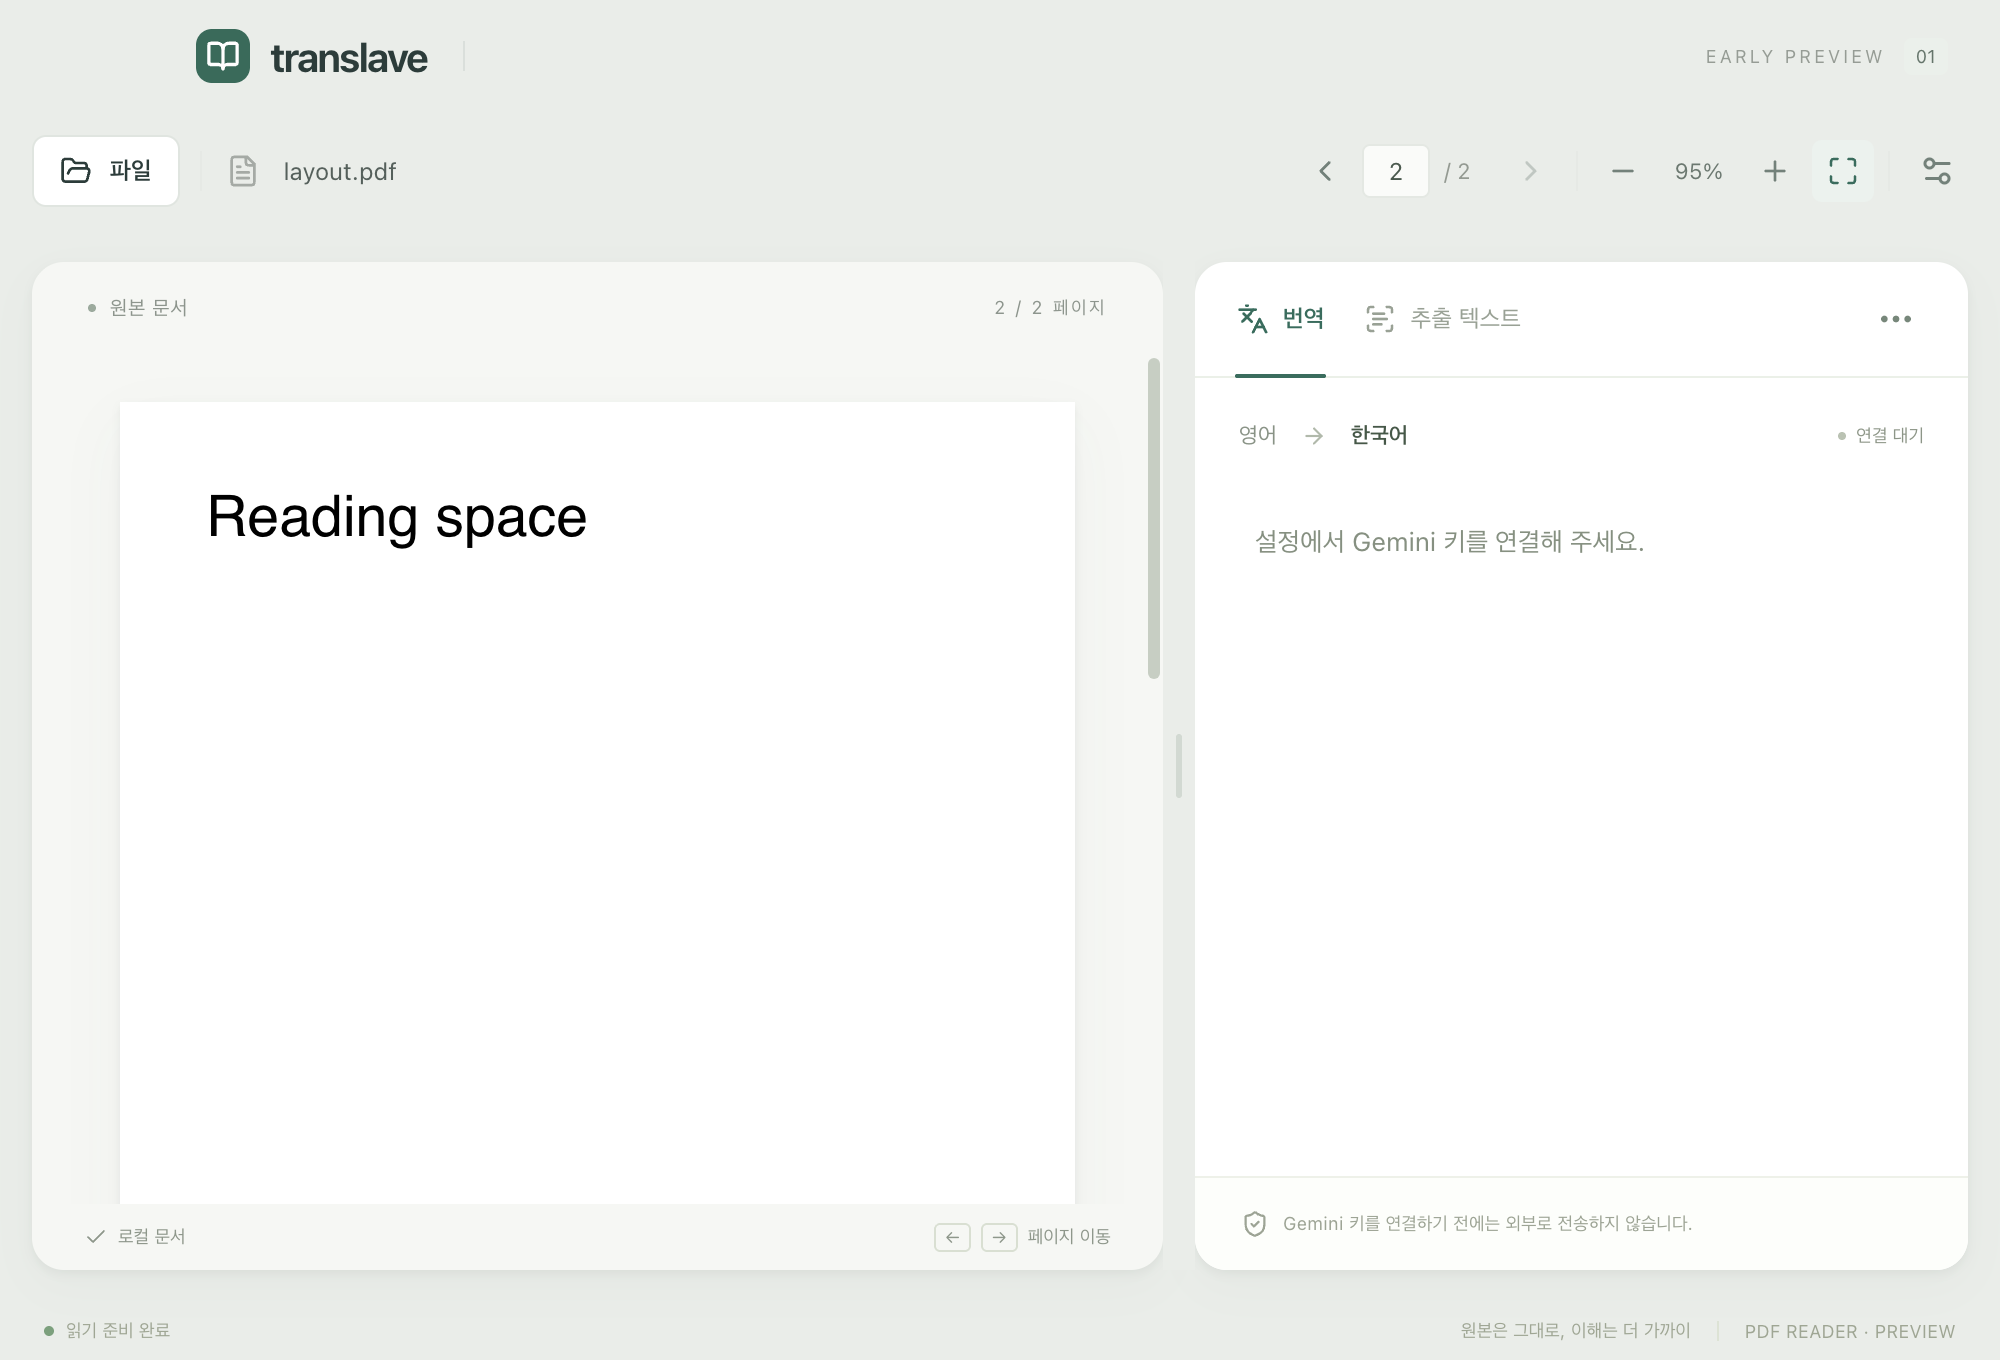 translave
EARLY PREVIEW 01
파일
layout.pdf
2 / 2
95%
원본 문서
2 / 2 페이지
Reading space
로컬 문서
← → 페이지 이동
번역
추출 텍스트
영어 → 한국어
연결 대기
설정에서 Gemini 키를 연결해 주세요.
Gemini 키를 연결하기 전에는 외부로 전송하지 않습니다.
읽기 준비 완료
원본은 그대로, 이해는 더 가까이
PDF READER · PREVIEW